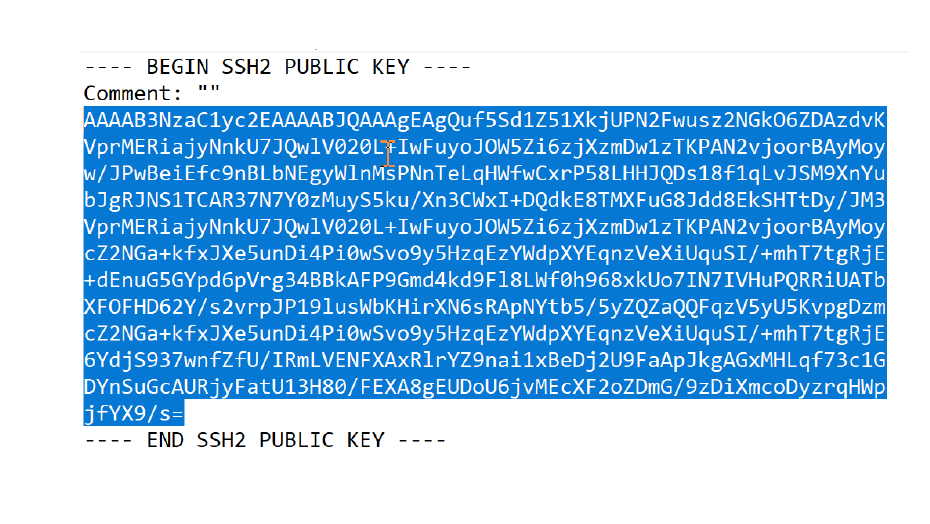 ---- BEGIN SSH2 PUBLIC KEY ----
Comment: ""
AAAAB3NzaC1yc2EAAAABJQAAAgEAgQuf5Sd1Z51XkjUPN2Fwusz2NGkO6ZDAzdvK
VprMERiajyNnkU7JQwlV020L+IwFuyoJOW5Zi6zjXzmDw1zTKPAN2vjoorBAyMoy
w/JPwBeiEfc9nBLbNEgyWlnMsPNnTeLqHWfwCxrP58LHHJQDs18f1qLvJSM9XnYu
bJgRJNS1TCAR37N7Y0zMuyS5ku/Xn3CWxI+DQdkE8TMXFuG8Jdd8EkSHTtDy/JM3
VprMERiajyNnkU7JQwlV020L+IwFuyoJOW5Zi6zjXzmDw1zTKPAN2vjoorBAyMoy
cZ2NGa+kfxJXe5unDi4Pi0wSvo9y5HzqEzYWdpXYEqnzVeXiUquSI/+mhT7tgRjE
+dEnuG5GYpd6pVrg34BBkAFP9Gmd4kd9Fl8LWf0h968xkUo7IN7IVHuPQRRiUATb
XFOFHD62Y/s2vrpJP19lusWbKHirXN6sRApNYtb5/5yZQZaQQFqzV5yU5KvpgDzm
cZ2NGa+kfxJXe5unDi4Pi0wSvo9y5HzqEzYWdpXYEqnzVeXiUquSI/+mhT7tgRjE
6YdjS937wnfZfU/IRmLVENFXAxRlrYZ9nai1xBeDj2U9FaApJkgAGxMHLqf73c1G
DYnSuGcAURjyFatU13H80/FEXA8gEUDoU6jvMEcXF2oZDmG/9zDiXmcoDyzrqHWp
jfYX9/s=
---- END SSH2 PUBLIC KEY ----